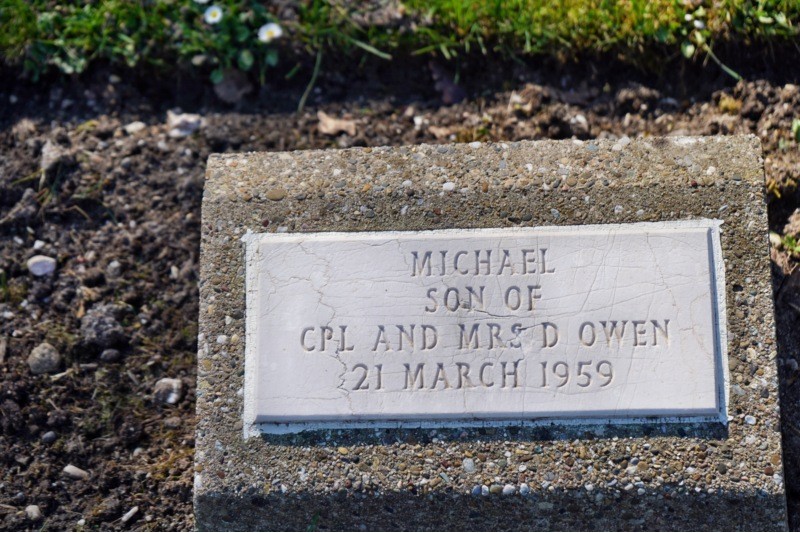 MICHAEL
SON OF
CPL AND MRS D OWEN
21 MARCH 1959